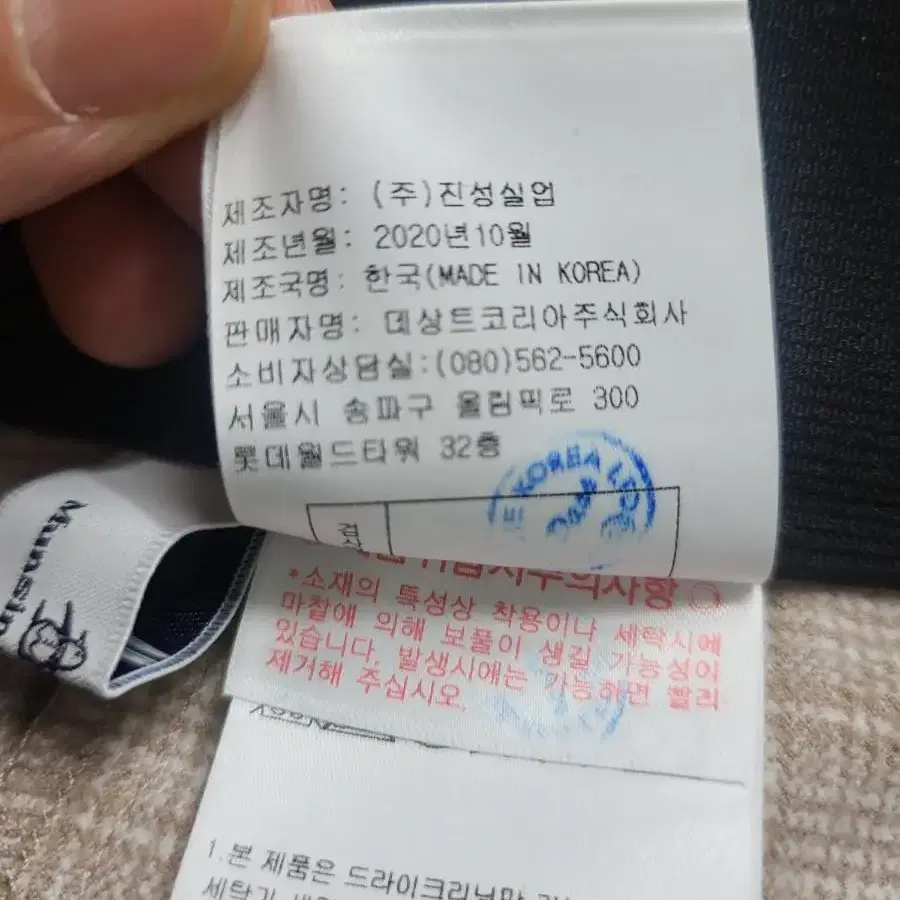 제조자명: (주)진성실업
제조년월: 2020년10월
제조국명: 한국(MADE IN KOREA)
판매자명: 데상트코리아주식회사
소비자상담실:(080)562-5600
서울시 송파구 올림픽로 300
롯데월드타워 32층
KOREA
*소재의 특성상 착용이나 세탁시에
마찰에 의해 보풀이 생길 가능성이
있습니다. 발생시에는 가능하면 빨리
제거해 주십시오.
1.본 제품은 드라이크리닝만